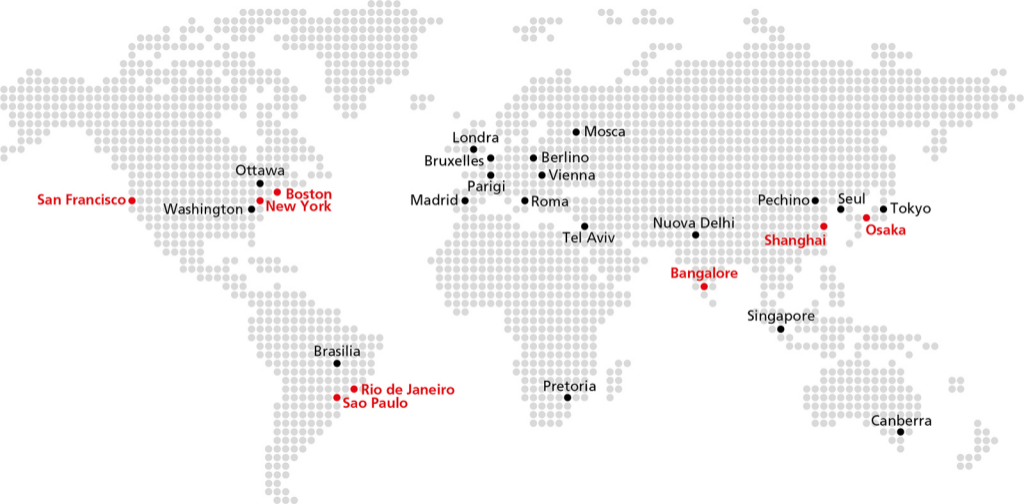 Londra
Mosca
Bruxelles
Berlino
Ottawa
Parigi
Vienna
San Francisco
Boston
New York
Washington
Madrid
Roma
Pechino
Seul
Tokyo
Tel Aviv
Nuova Delhi
Shanghai
Osaka
Bangalore
Singapore
Brasilia
Rio de Janeiro
Sao Paulo
Pretoria
Canberra